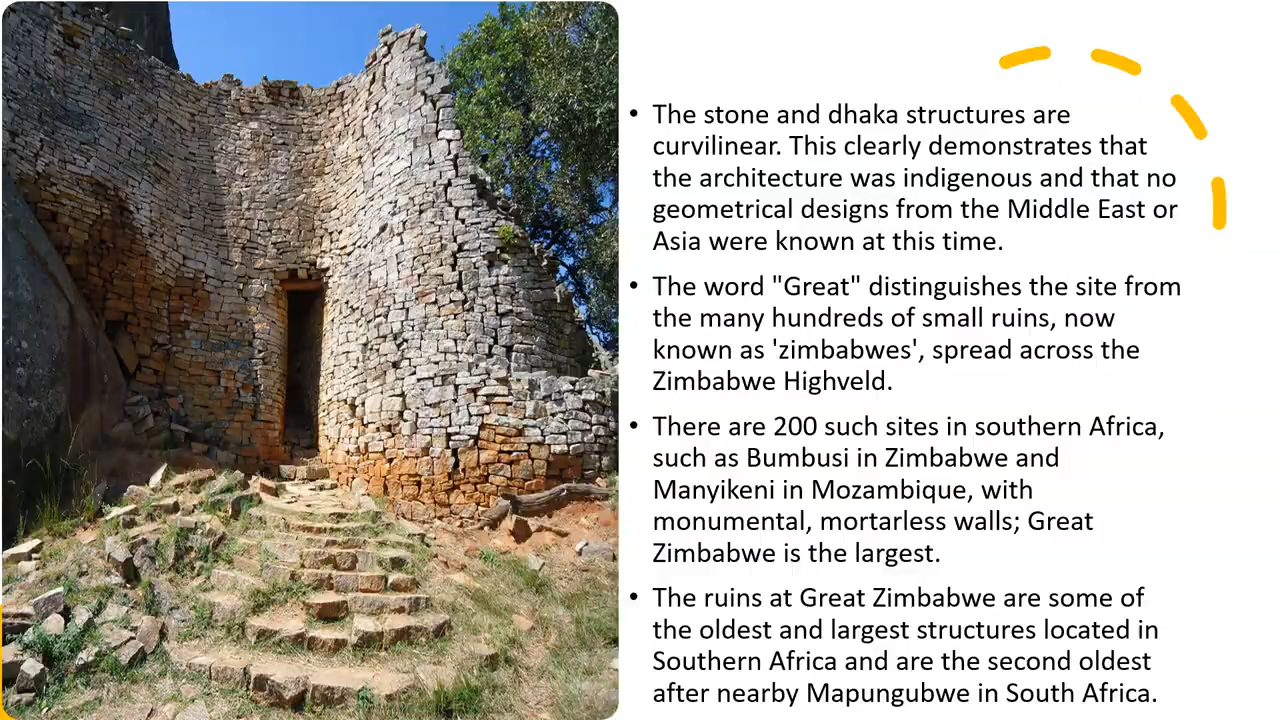 • The stone and dhaka structures are
curvilinear. This clearly demonstrates that
the architecture was indigenous and that no
geometrical designs from the Middle East or
Asia were known at this time.
• The word "Great" distinguishes the site from
the many hundreds of small ruins, now
known as 'zimbabwes', spread across the
Zimbabwe Highveld.
• There are 200 such sites in southern Africa,
such as Bumbusi in Zimbabwe and
Manyikeni in Mozambique, with
monumental, mortarless walls; Great
Zimbabwe is the largest.
• The ruins at Great Zimbabwe are some of
the oldest and largest structures located in
Southern Africa and are the second oldest
after nearby Mapungubwe in South Africa.